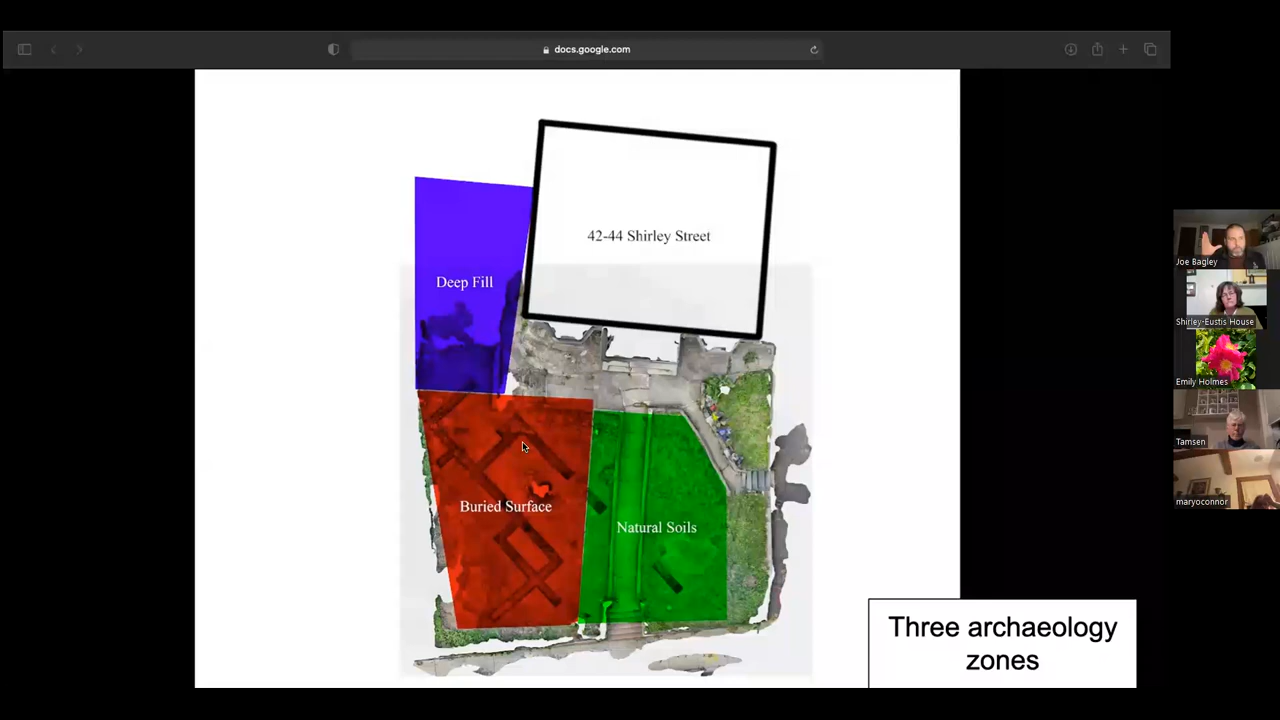 docs.google.com
42-44 Shirley Street
Deep Fill
Buried Surface
Natural Soils
Three archaeology
zones
Joe Bagley
Shirley-Eustis House
Emily Holmes
Tamsen
maryoconnor